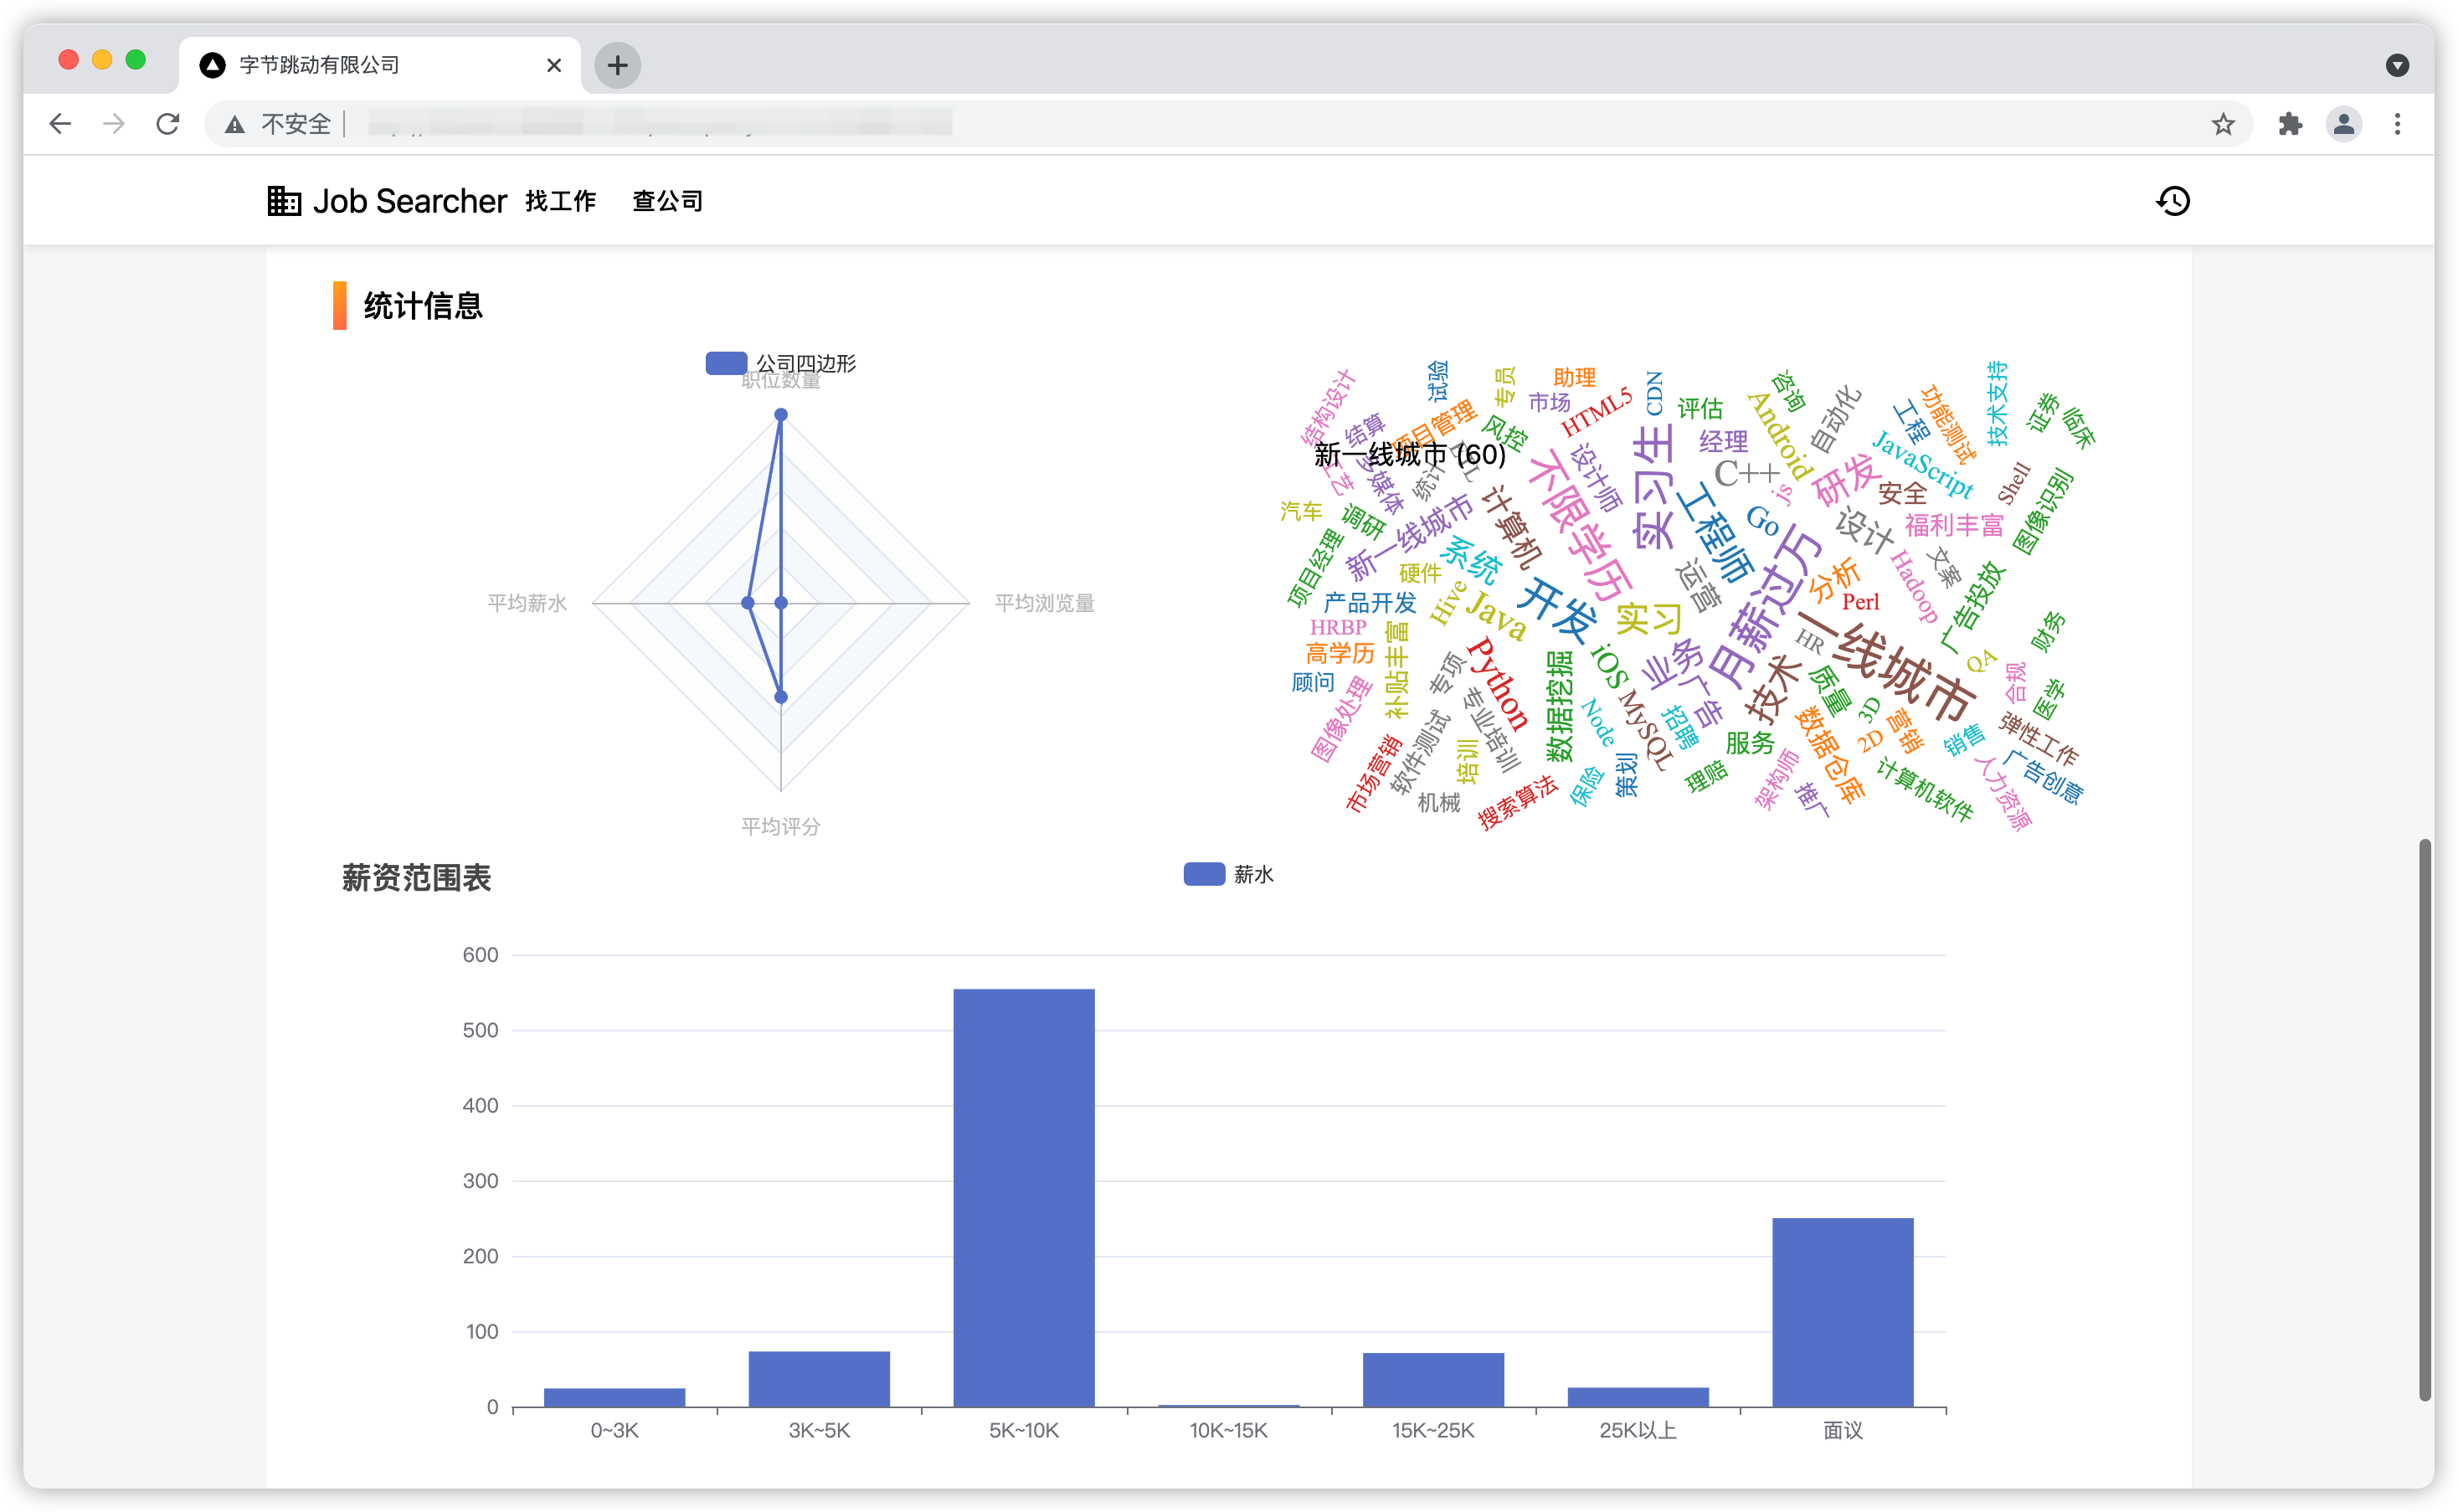 字节跳动有限公司
不安全
Job Searcher 找工作 查公司
统计信息
公司四边形
职位数量
平均薪水
平均浏览量
平均评分
新一线城市 (60)
结构设计
试验
专员
助理
市场
HTML5
CDN
评估
咨询
Android
自动化
工程
功能测试
技术支持
证券
临床
结算
项目管理
风控
设计师
实习生
经理
C++
js
研发
JavaScript
安全
Shell
图像识别
工艺
多媒体
统计
汽车
调研
新一线城市
计算机
不限学历
工程师
Go
设计
福利丰富
项目经理
硬件
系统
运营
月薪过万
分析
Perl
Hadoop
文案
广告投放
产品开发
Hive
Java
开发
实习
HRBP
高学历
补贴丰富
顾问
图像处理
专项
Python
数据挖掘
iOS
业务
广告
技术
HR
一线城市
QA
财务
合规
医学
质量
3D
2D
营销
销售
弹性工作
广告创意
人力资源
市场营销
软件测试
专业培训
培训
机械
搜索算法
Node
MySQL
招聘
服务
保险
策划
理赔
架构师
推广
数据仓库
计算机软件
薪资范围表
薪水
600
500
400
300
200
100
0
0~3K 3K~5K 5K~10K 10K~15K 15K~25K 25K以上 面议